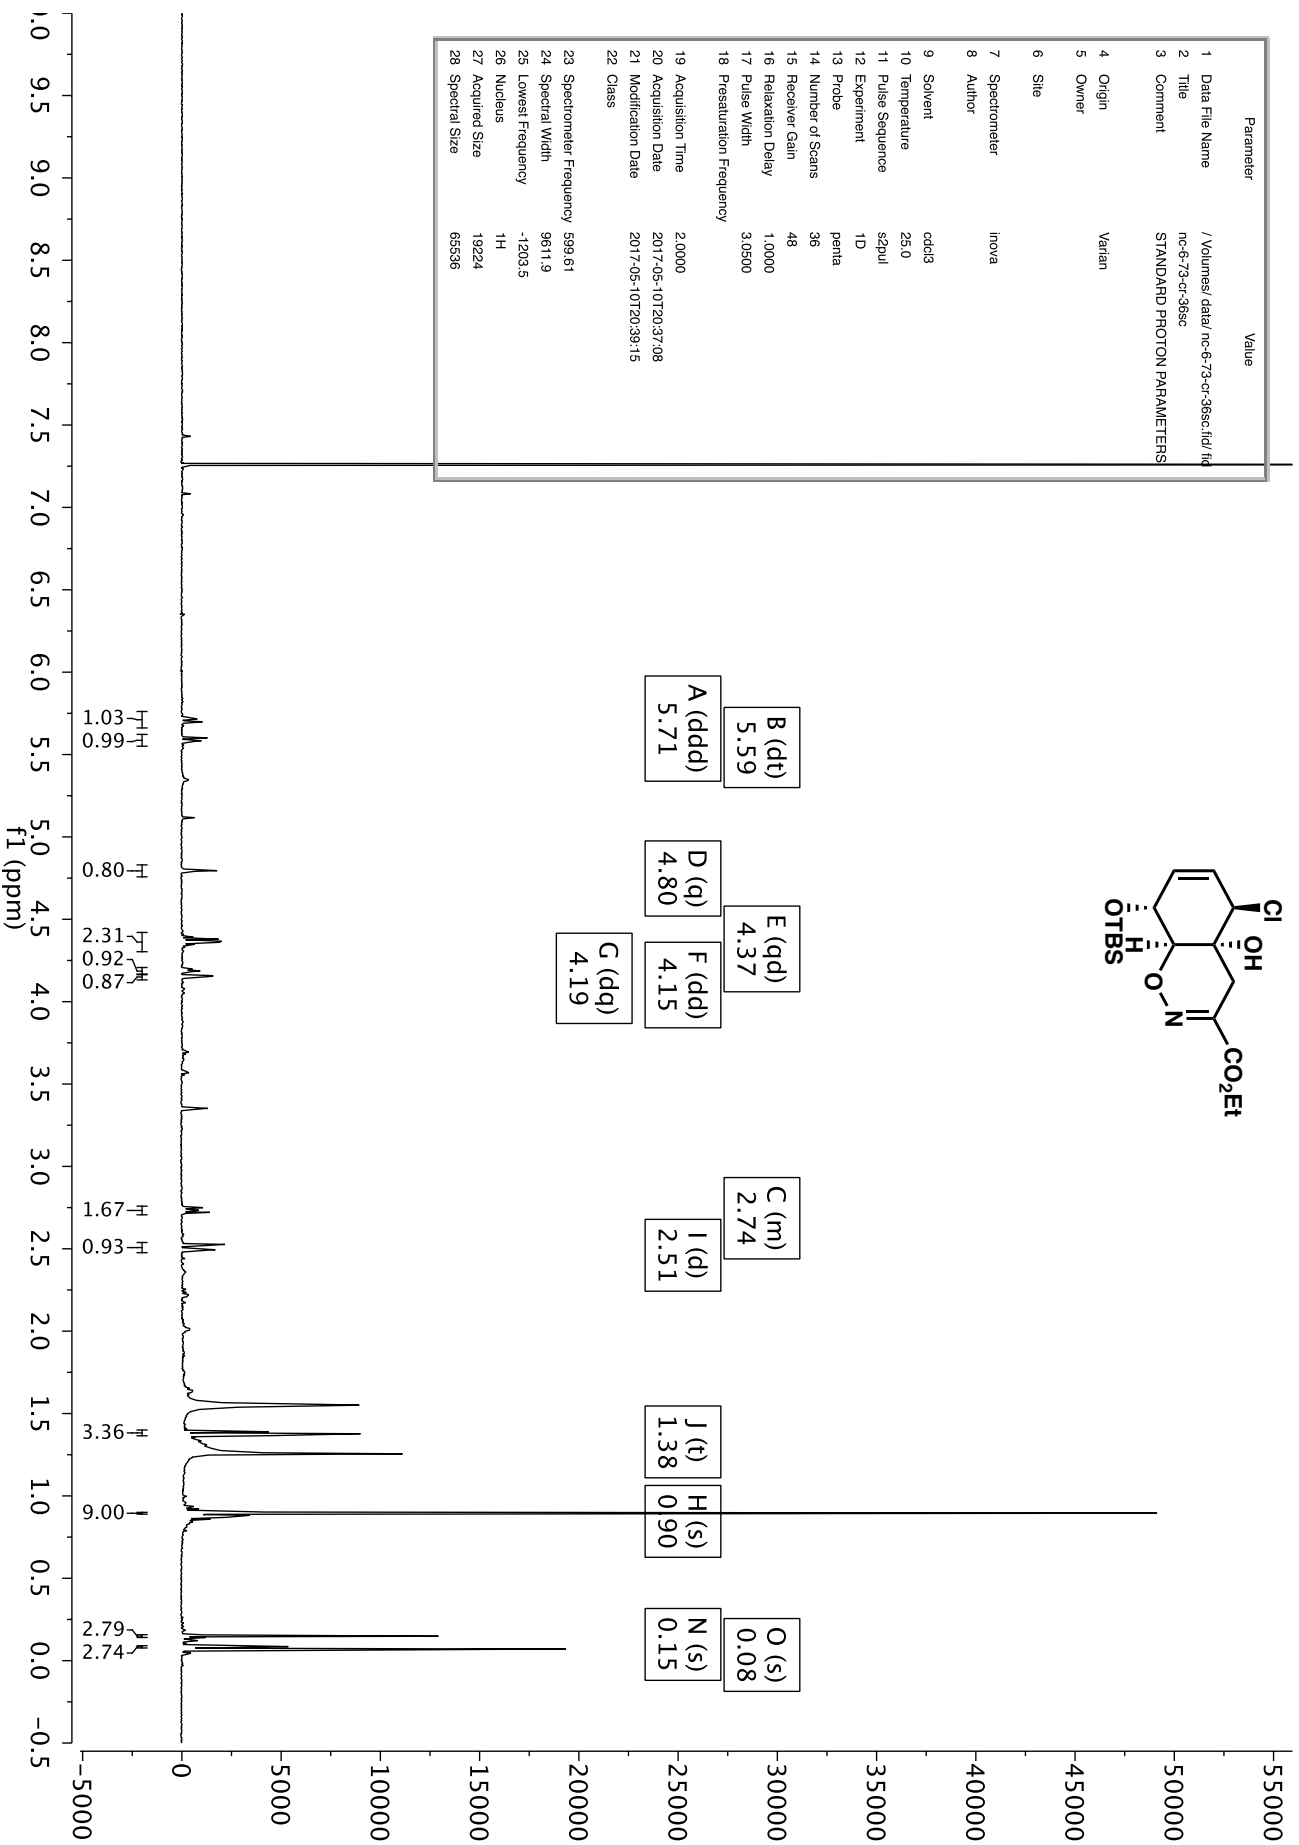 Parameter Value
1 Data File Name / Volumes/ data/ nc-6-73-cr-36sc.fid/ fid
2 Title nc-6-73-cr-36sc
3 Comment STANDARD PROTON PARAMETERS
4 Origin Varian
5 Owner
6 Site
7 Spectrometer inova
8 Author
9 Solvent cdcl3
10 Temperature 25.0
11 Pulse Sequence s2pul
12 Experiment 1D
13 Probe penta
14 Number of Scans 36
15 Receiver Gain 48
16 Relaxation Delay 1.0000
17 Pulse Width 3.0500
18 Presaturation Frequency
19 Acquisition Time 2.0000
20 Acquisition Date 2017-05-10T20:37:08
21 Modification Date 2017-05-10T20:39:15
22 Class
23 Spectrometer Frequency 599.61
24 Spectral Width 9611.9
25 Lowest Frequency -1203.5
26 Nucleus 1H
27 Acquired Size 19224
28 Spectral Size 65536
Cl
OH
CO2Et
N
O
H
OTBS
B (dt)
5.59
A (ddd)
5.71
D (q)
4.80
E (qd)
4.37
F (dd)
4.15
G (dq)
4.19
C (m)
2.74
I (d)
2.51
J (t)
1.38
H (s)
0.90
O (s)
0.08
N (s)
0.15
55000
50000
45000
40000
35000
30000
25000
20000
15000
10000
5000
0
-5000
1.03
0.99
0.80
2.31
0.92
0.87
1.67
0.93
3.36
9.00
2.79
2.74
9.5 9.0 8.5 8.0 7.5 7.0 6.5 6.0 5.5 5.0 4.5 4.0 3.5 3.0 2.5 2.0 1.5 1.0 0.5 0.0 -0.5
f1 (ppm)